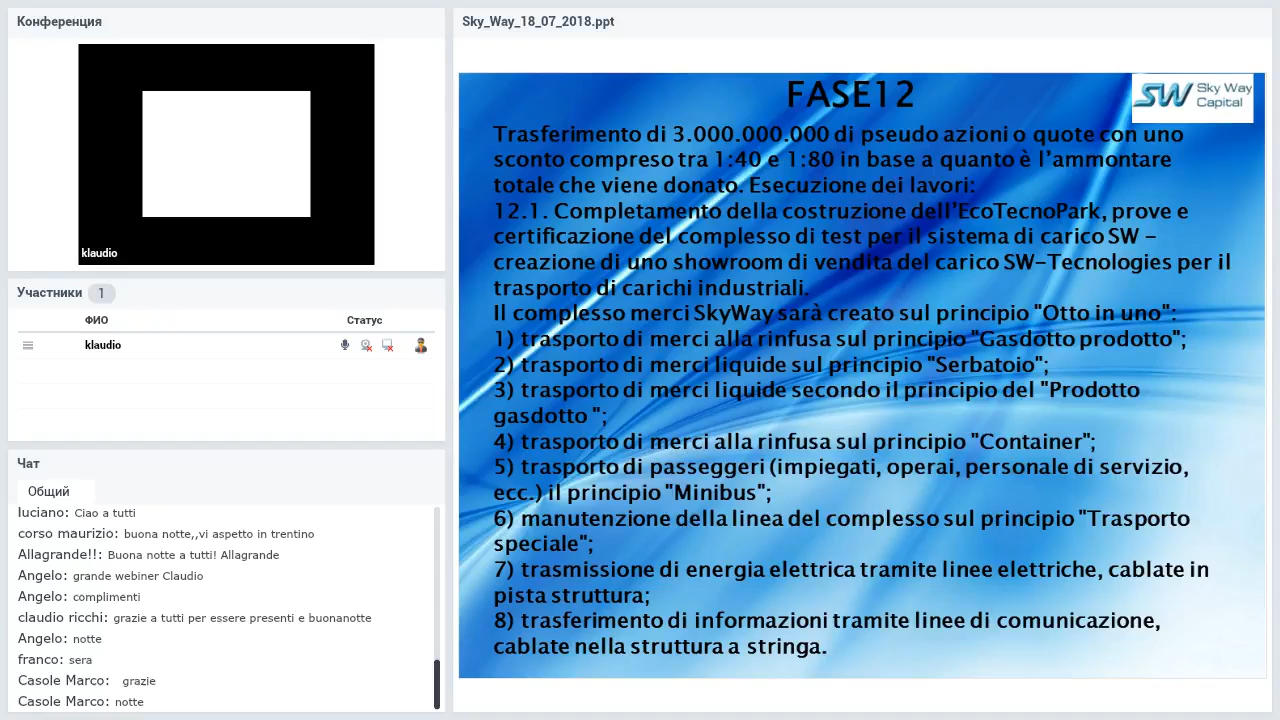 Конференция
klaudio
Участники 1
ФИО Статус
klaudio
Чат
Общий
luciano: Ciao a tutti
corso maurizio: buona notte,,vi aspetto in trentino
Allagrande!!: Buona notte a tutti! Allagrande
Angelo: grande webiner Claudio
Angelo: complimenti
claudio ricchi: grazie a tutti per essere presenti e buonanotte
Angelo: notte
franco: sera
Casole Marco: grazie
Casole Marco: notte
Sky_Way_18_07_2018.ppt
FASE12
SW Sky Way
Capital
Trasferimento di 3.000.000.000 di pseudo azioni o quote con uno
sconto compreso tra 1:40 e 1:80 in base a quanto è l'ammontare
totale che viene donato. Esecuzione dei lavori:
12.1. Completamento della costruzione dell'EcoTecnoPark, prove e
certificazione del complesso di test per il sistema di carico SW –
creazione di uno showroom di vendita del carico SW-Tecnologies per il
trasporto di carichi industriali.
Il complesso merci SkyWay sarà creato sul principio "Otto in uno":
1) trasporto di merci alla rinfusa sul principio "Gasdotto prodotto";
2) trasporto di merci liquide sul principio "Serbatoio";
3) trasporto di merci liquide secondo il principio del "Prodotto
gasdotto ";
4) trasporto di merci alla rinfusa sul principio "Container";
5) trasporto di passeggeri (impiegati, operai, personale di servizio,
ecc.) il principio "Minibus";
6) manutenzione della linea del complesso sul principio "Trasporto
speciale";
7) trasmissione di energia elettrica tramite linee elettriche, cablate in
pista struttura;
8) trasferimento di informazioni tramite linee di comunicazione,
cablate nella struttura a stringa.